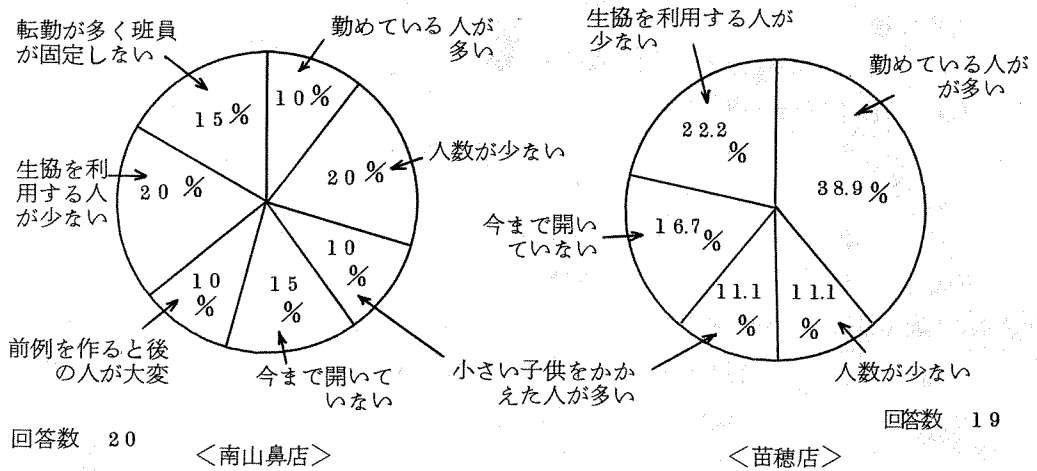 転勤が多く班員
が固定しない
勤めている人が
多い
10%
15%
人数が少ない
20%
生協を利
用する人
が少ない
20%
10
%
15
%
10
%
前例を作ると後
の人が大変
今まで開いて
いない
小さい子供をかか
えた人が多い
回答数 20
<南山鼻店>
生協を利用する人が
少ない
勤めている人が
が多い
22.2
%
38.9%
今まで開い
ていない
16.7%
11.1
%
11.1
%
人数が少ない
回答数 19
<苗穂店>